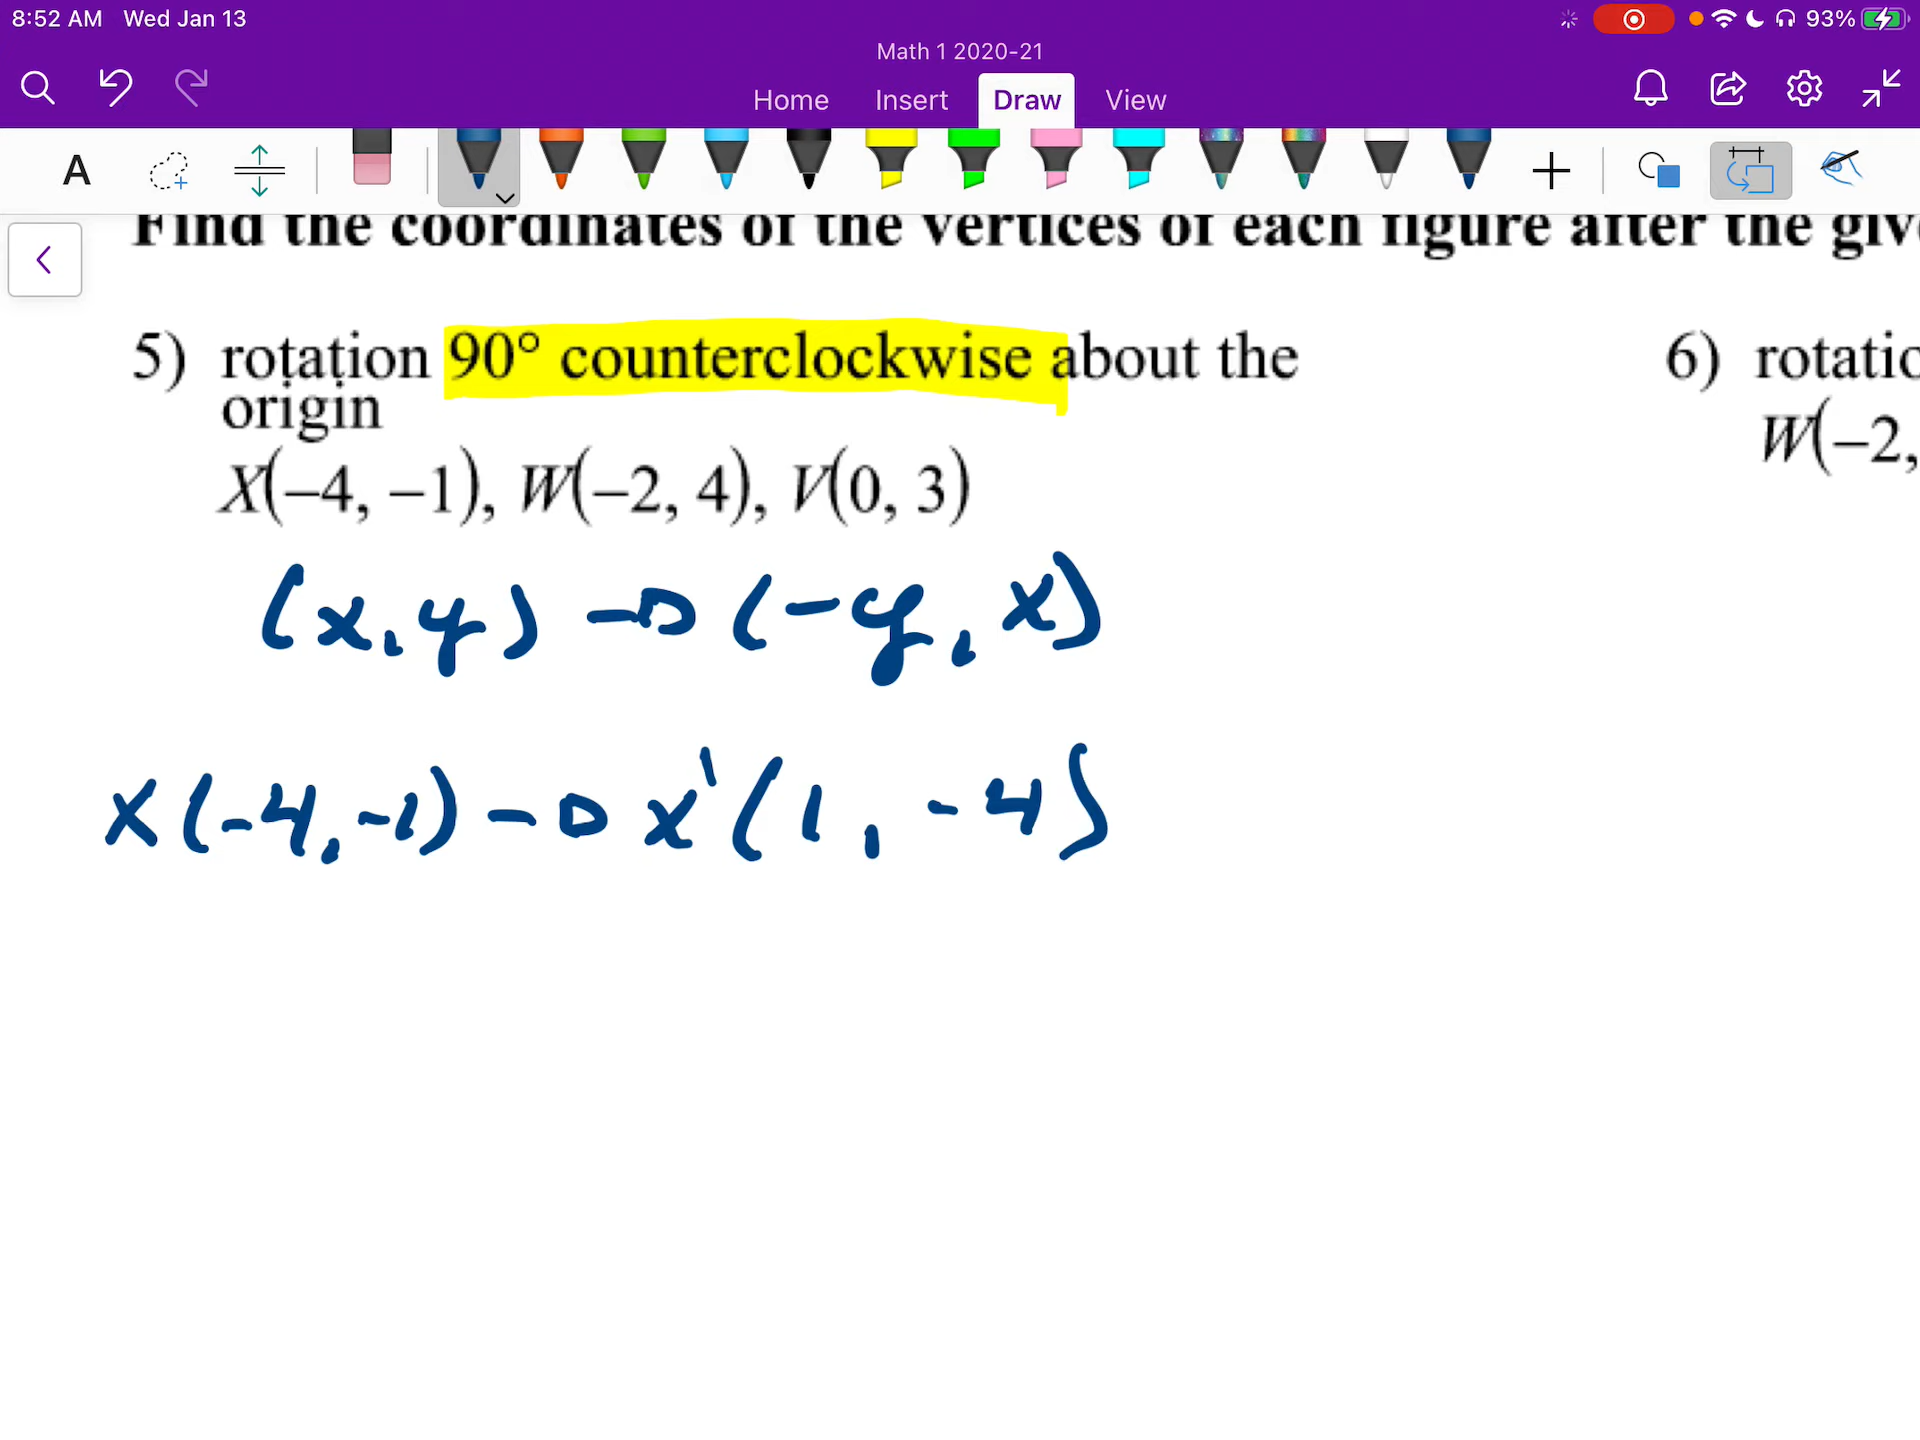 8:52 AM Wed Jan 13 93%
Math 1 2020-21
Home Insert Draw View
A
Find the coordinates of the vertices of each figure after the giv
5) rotation 90° counterclockwise about the
origin
X(–4, –1), W(–2, 4), V(0, 3)
6) rotatio
W(–2,
(x,y) → (-y, x)
X(-4,-1) → X'(1, -4)